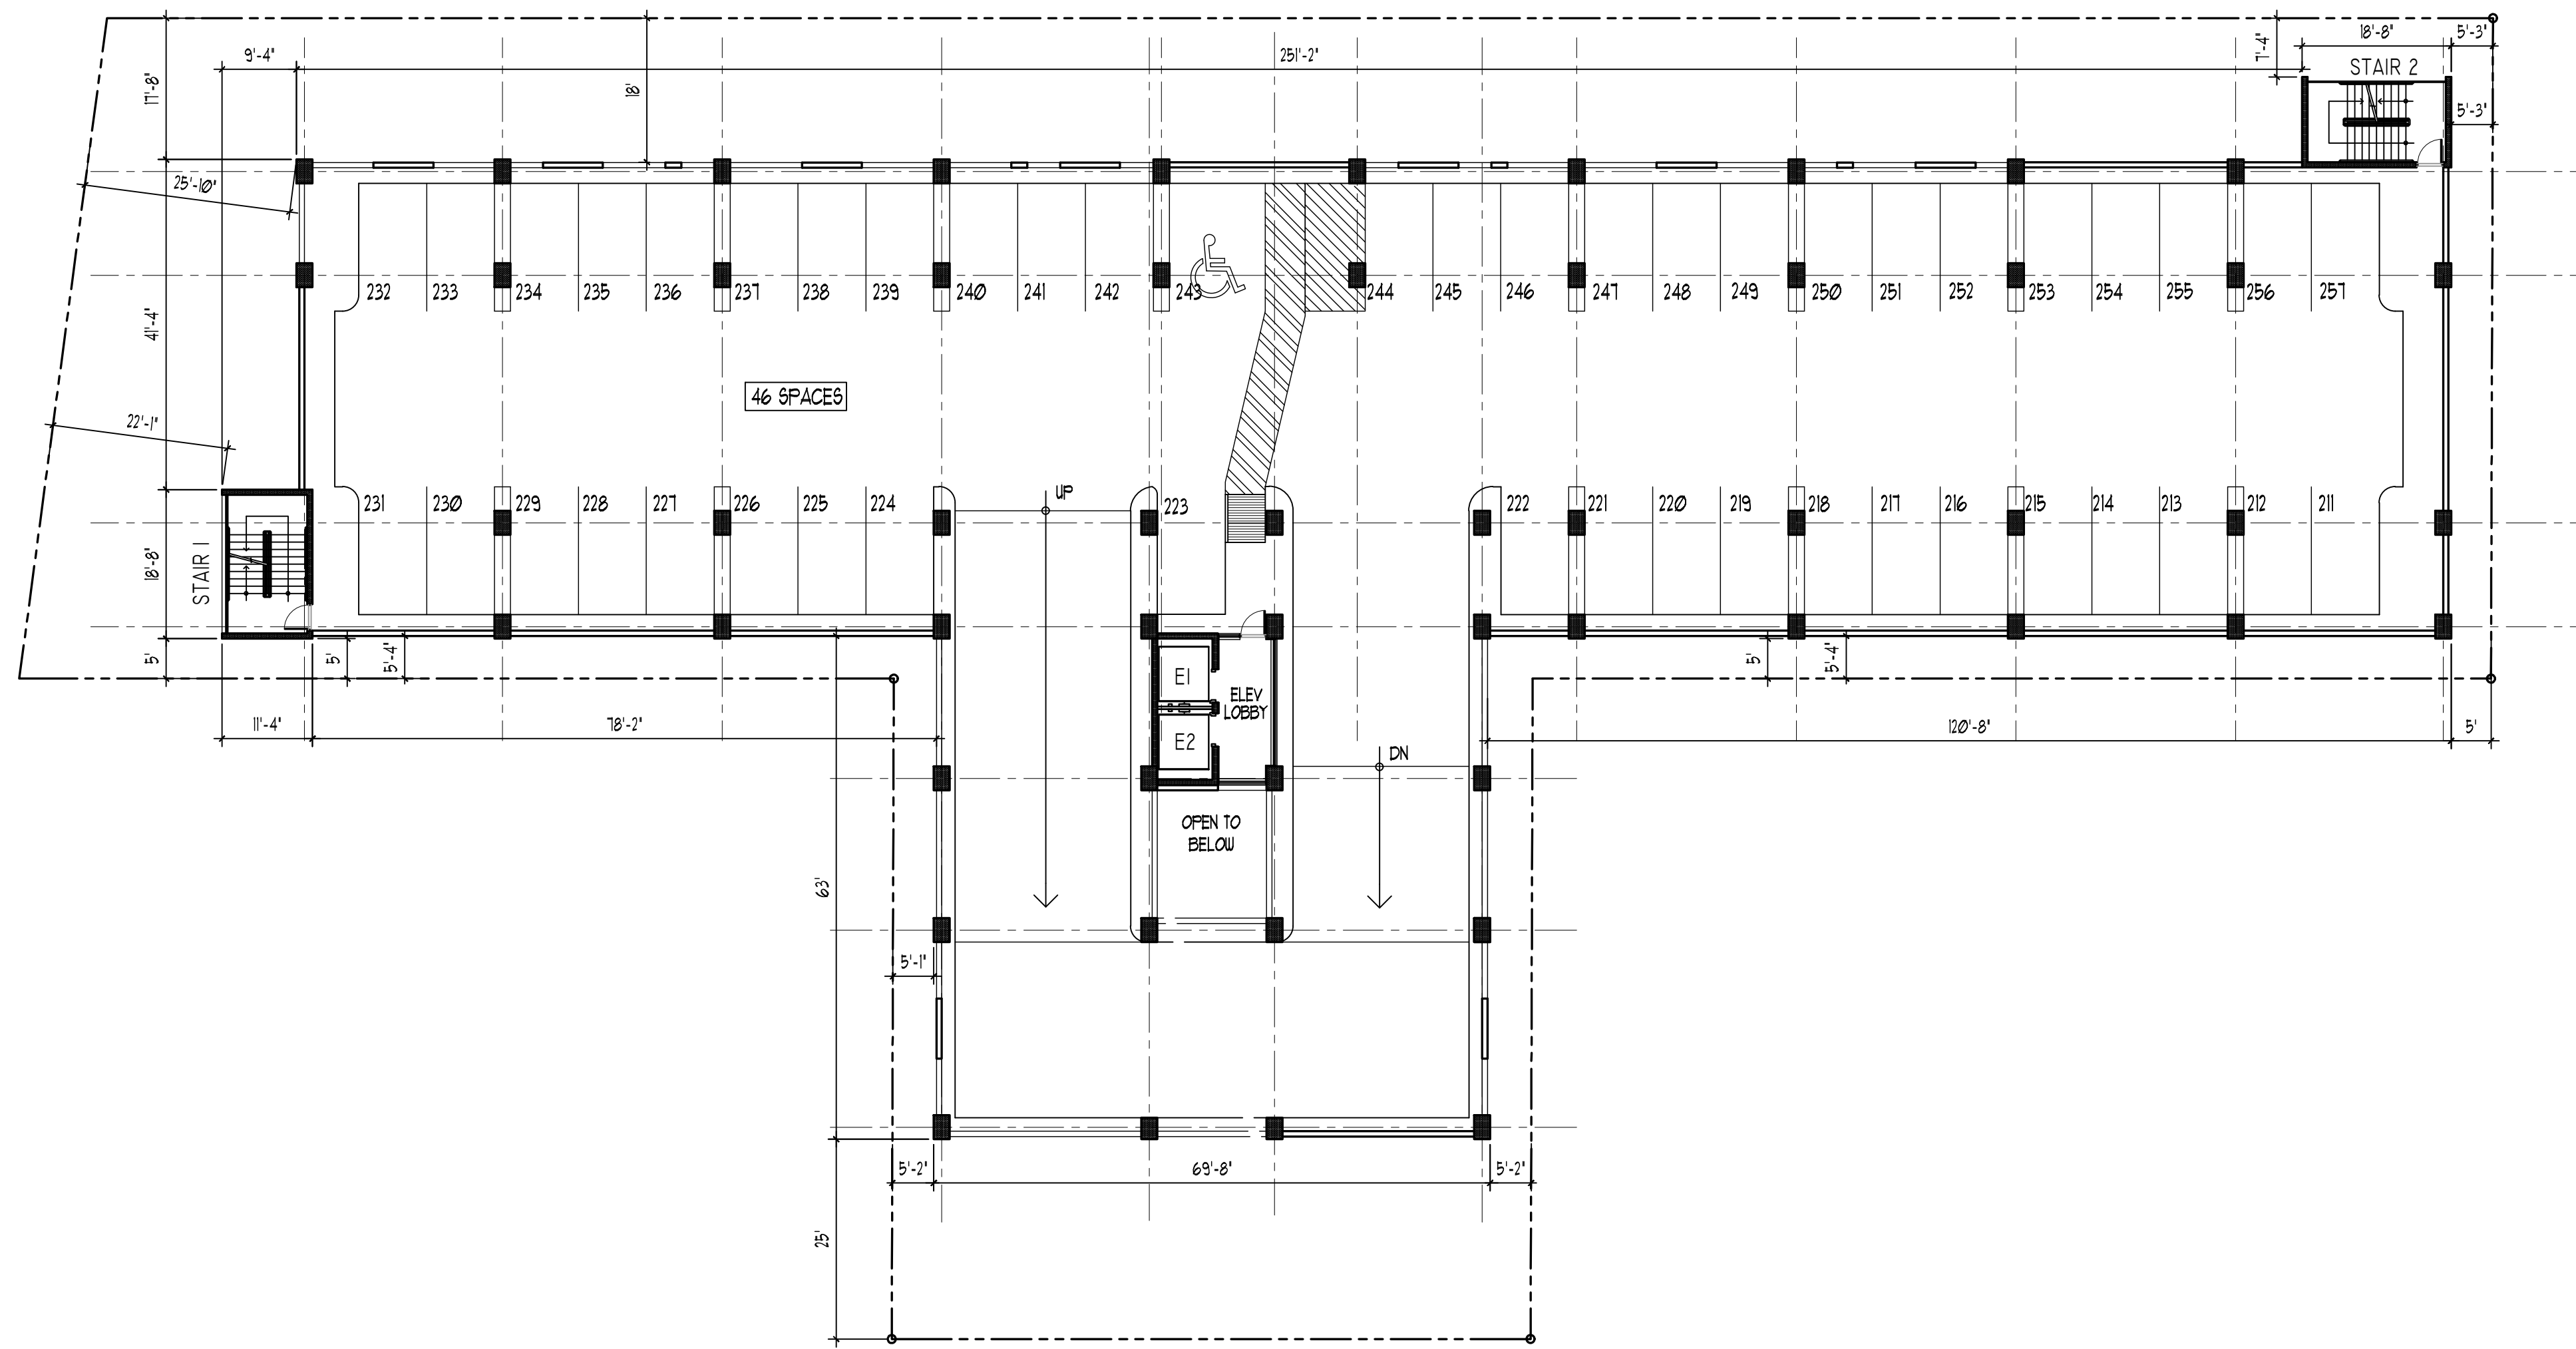 18'-8"
5'-3"
9'-4"
251'-2"
7'-4"
STAIR 2
17'-8"
18'
5'-3"
25'-10"
232 233 234 235 236 237 238 239 240 241 242 243 244 245 246 247 248 249 250 251 252 253 254 255 256 257
41'-4"
46 SPACES
22'-1"
UP
231 230 229 228 227 226 225 224 223 222 221 220 219 218 217 216 215 214 213 212 211
18'-8"
STAIR 1
5'
5'
5'-4"
5'
5'-4"
E1
ELEV
LOBBY
11'-4"
78'-2"
E2
120'-8"
5'
DN
OPEN TO
BELOW
63'
5'-1"
5'-2"
69'-8"
5'-2"
25'